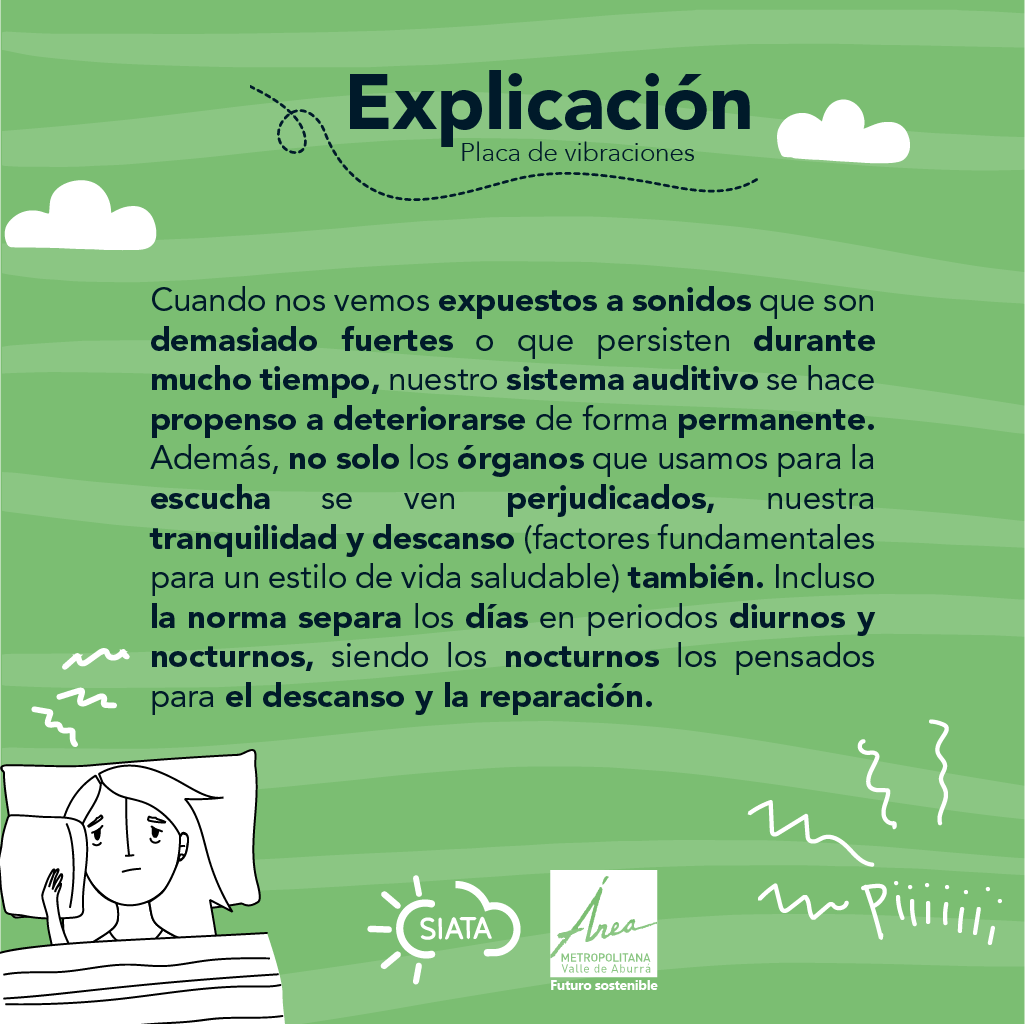 Explicación
Placa de vibraciones
Cuando nos vemos expuestos a sonidos que son
demasiado fuertes o que persisten durante
mucho tiempo, nuestro sistema auditivo se hace
propenso a deteriorarse de forma permanente.
Además, no solo los órganos que usamos para la
escucha se ven perjudicados, nuestra
tranquilidad y descanso (factores fundamentales
para un estilo de vida saludable) también. Incluso
la norma separa los días en periodos diurnos y
nocturnos, siendo los nocturnos los pensados
para el descanso y la reparación.
Piiiiiii
SIATA
Área
METROPOLITANA
Valle de Aburrá
Futuro sostenible